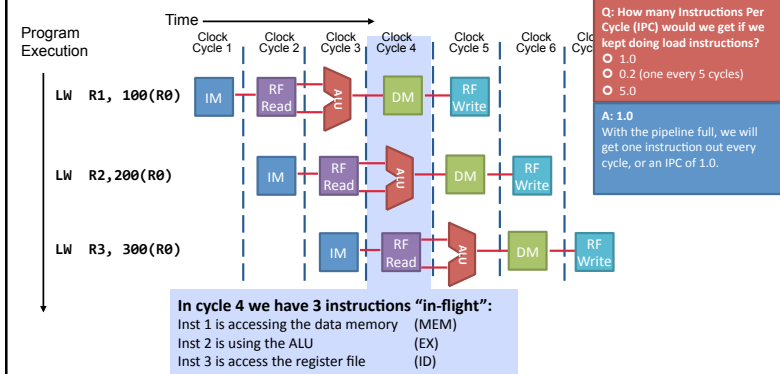 Time
Program
Execution
Clock
Cycle 1
Clock
Cycle 2
Clock
Cycle 3
Clock
Cycle 4
Clock
Cycle 5
Clock
Cycle 6
Q: How many Instructions Per
Cycle (IPC) would we get if we
kept doing load instructions?
1.0
0.2 (one every 5 cycles)
5.0
A: 1.0
With the pipeline full, we will
get one instruction out every
cycle, or an IPC of 1.0.
LW R1, 100(R0)
IM
RF
Read
ALU
DM
RF
Write
LW R2,200(R0)
IM
RF
Read
ALU
DM
RF
Write
LW R3, 300(R0)
IM
RF
Read
ALU
DM
RF
Write
In cycle 4 we have 3 instructions “in-flight”:
Inst 1 is accessing the data memory (MEM)
Inst 2 is using the ALU (EX)
Inst 3 is access the register file (ID)